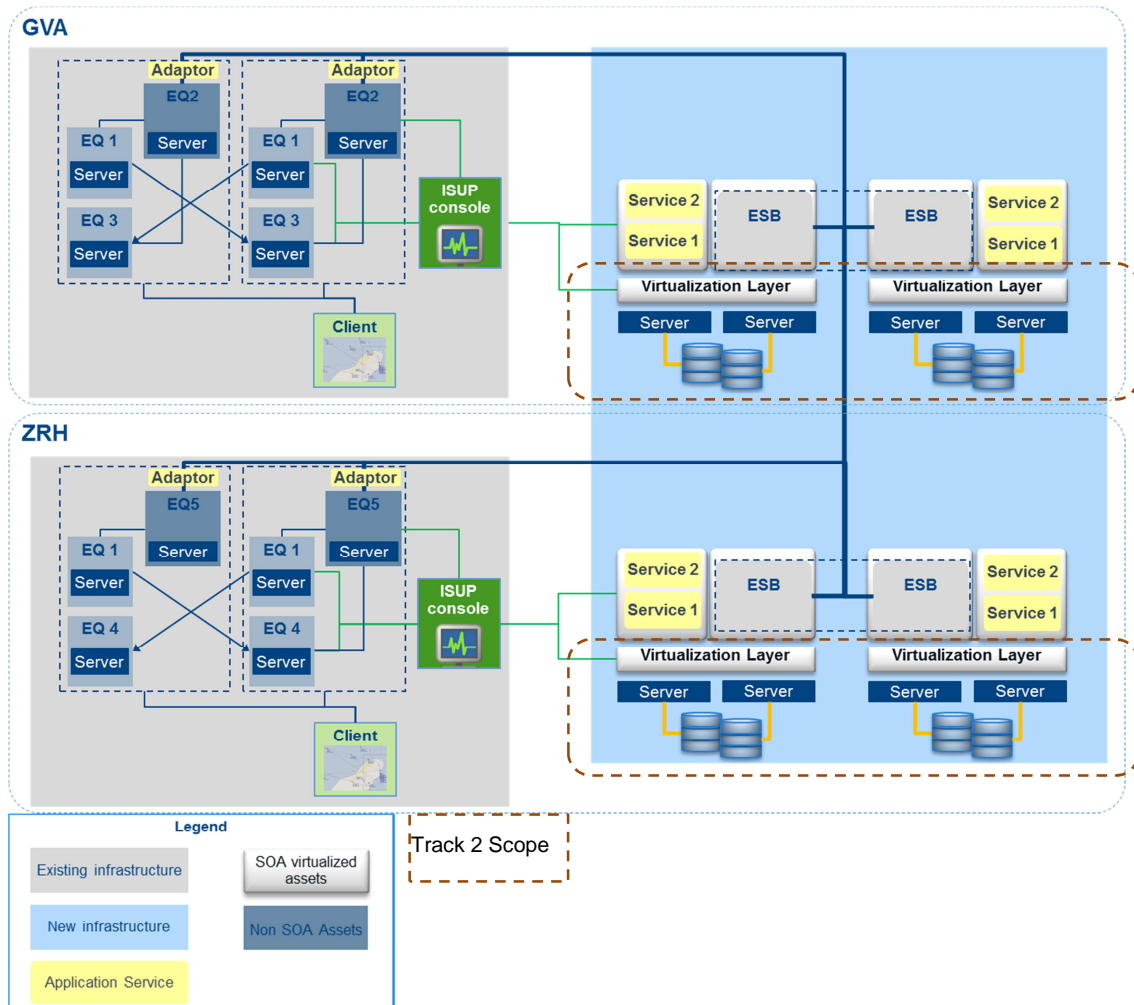 GVA
Adaptor
Adaptor
EQ2
EQ2
EQ 1
Server
EQ 1
Server
Server
Server
EQ 3
EQ 3
Server
Server
ISUP
console
Client
Service 2
Service 1
ESB
ESB
Service 2
Service 1
Virtualization Layer
Virtualization Layer
Server
Server
Server
Server
ZRH
Adaptor
Adaptor
EQ5
EQ5
EQ 1
Server
EQ 1
Server
Server
Server
EQ 4
EQ 4
Server
Server
ISUP
console
Client
Service 2
Service 1
ESB
ESB
Service 2
Service 1
Virtualization Layer
Virtualization Layer
Server
Server
Server
Server
Legend
Existing infrastructure
SOA virtualized
assets
New infrastructure
Non SOA Assets
Application Service
Track 2 Scope